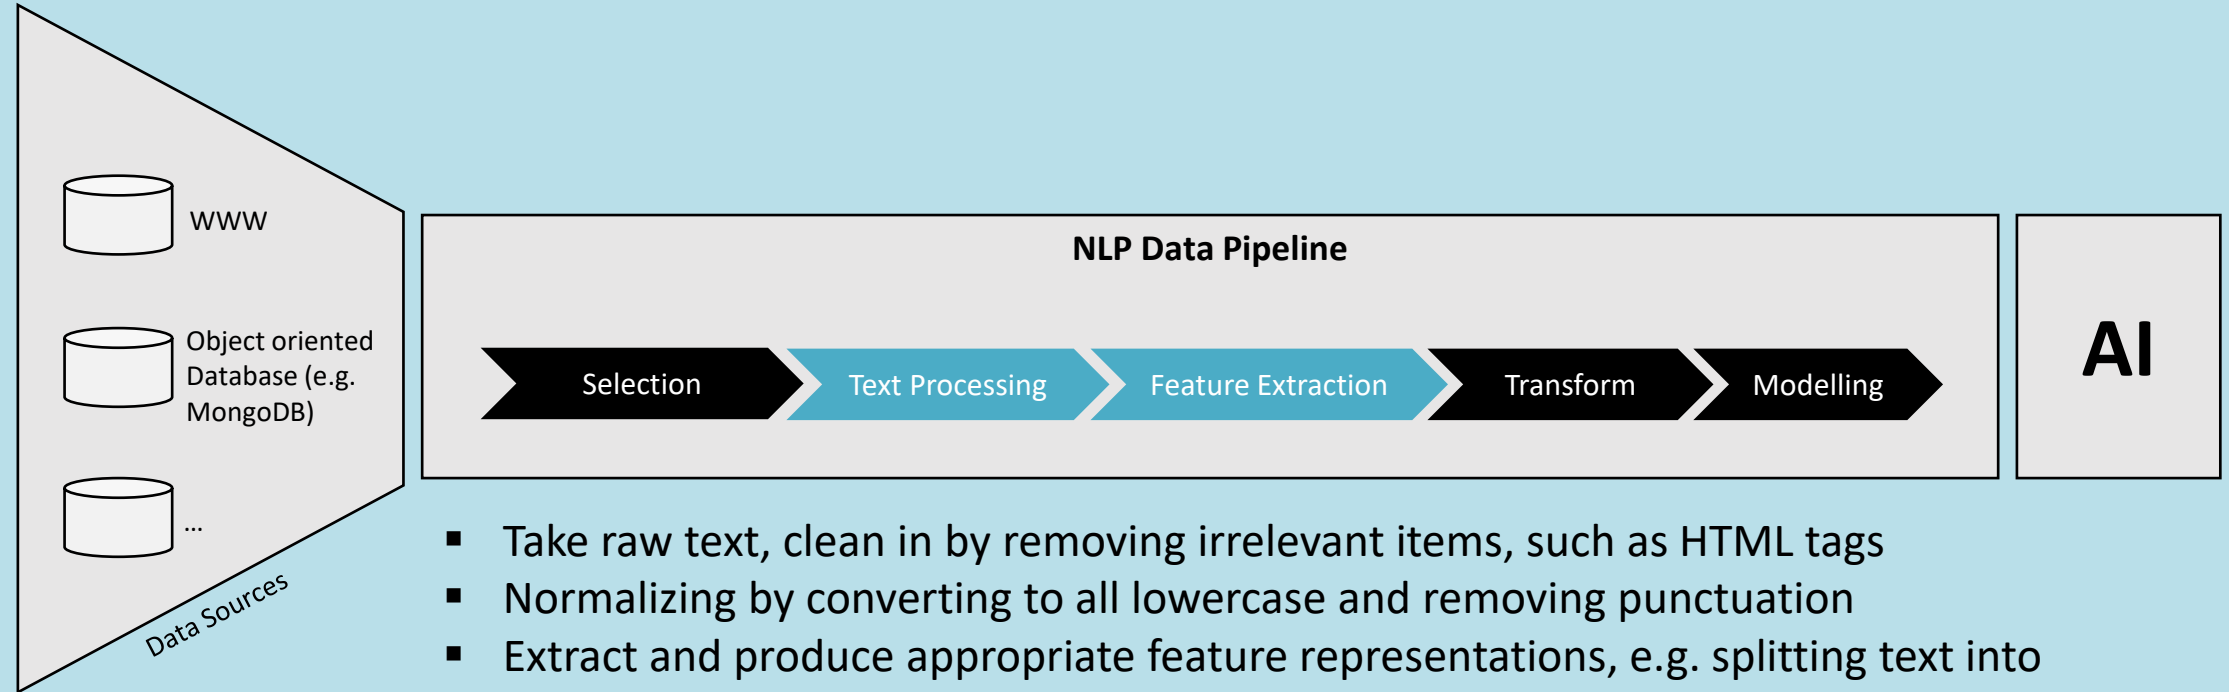 WWW
Object oriented
Database (e.g.
MongoDB)
...
Data Sources
NLP Data Pipeline
Selection
Text Processing
Feature Extraction
Transform
Modelling
AI
▪ Take raw text, clean in by removing irrelevant items, such as HTML tags
▪ Normalizing by converting to all lowercase and removing punctuation
▪ Extract and produce appropriate feature representations, e.g. splitting text into